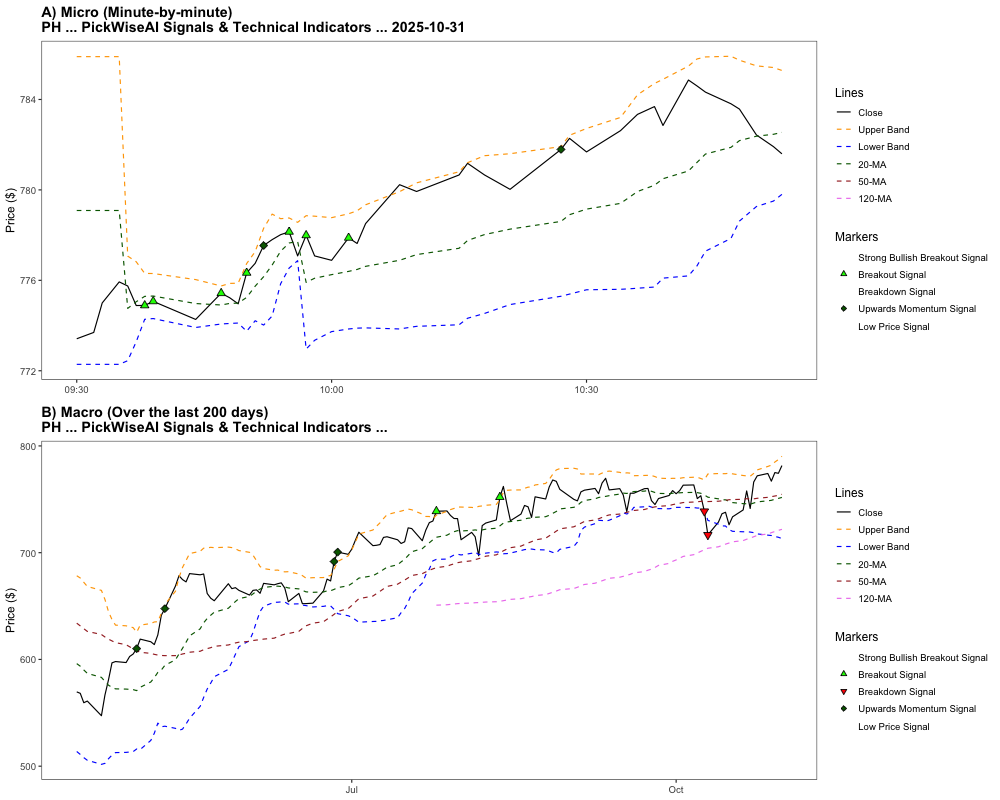 A) Micro (Minute-by-minute)
PH ... PickWiseAI Signals & Technical Indicators ... 2025-10-31
Price ($)
784
780
776
772
09:30
10:00
10:30
Lines
Close
Upper Band
Lower Band
20-MA
50-MA
120-MA
Markers
Strong Bullish Breakout Signal
Breakout Signal
Breakdown Signal
Upwards Momentum Signal
Low Price Signal
B) Macro (Over the last 200 days)
PH ... PickWiseAI Signals & Technical Indicators ...
Price ($)
800
700
600
500
Jul
Oct
Lines
Close
Upper Band
Lower Band
20-MA
50-MA
120-MA
Markers
Strong Bullish Breakout Signal
Breakout Signal
Breakdown Signal
Upwards Momentum Signal
Low Price Signal